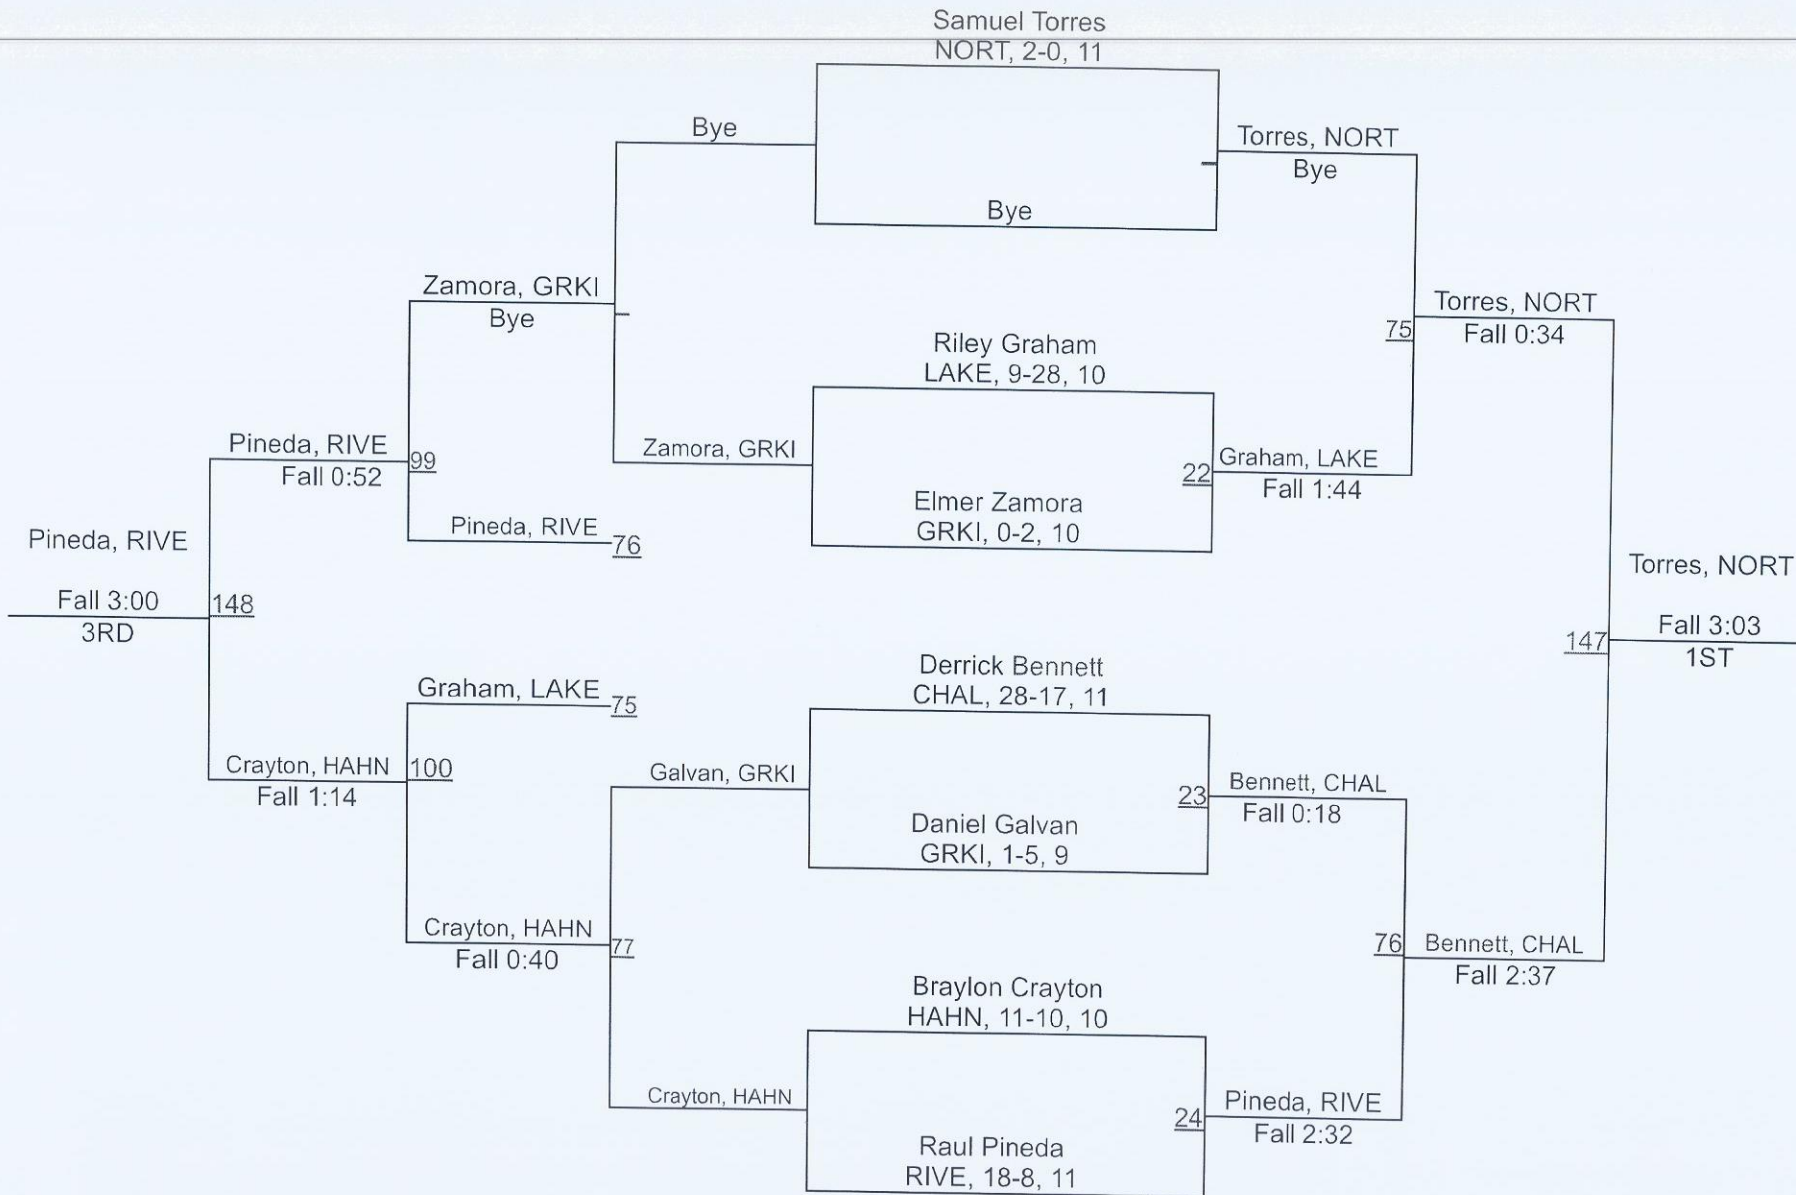 Samuel Torres
NORT, 2-0, 11
Bye
Torres, NORT
Bye
Bye
Zamora, GRKI
Bye
Torres, NORT
75
Fall 0:34
Riley Graham
LAKE, 9-28, 10
Pineda, RIVE
99
Fall 0:52
Zamora, GRKI
22
Graham, LAKE
Fall 1:44
Elmer Zamora
GRKI, 0-2, 10
Pineda, RIVE
76
Pineda, RIVE
Fall 3:00
148
3RD
Torres, NORT
147
Fall 3:03
1ST
Derrick Bennett
CHAL, 28-17, 11
Graham, LAKE
75
Crayton, HAHN
100
Fall 1:14
Galvan, GRKI
23
Bennett, CHAL
Fall 0:18
Daniel Galvan
GRKI, 1-5, 9
Crayton, HAHN
77
Fall 0:40
76
Bennett, CHAL
Fall 2:37
Braylon Crayton
HAHN, 11-10, 10
Crayton, HAHN
24
Pineda, RIVE
Fall 2:32
Raul Pineda
RIVE, 18-8, 11